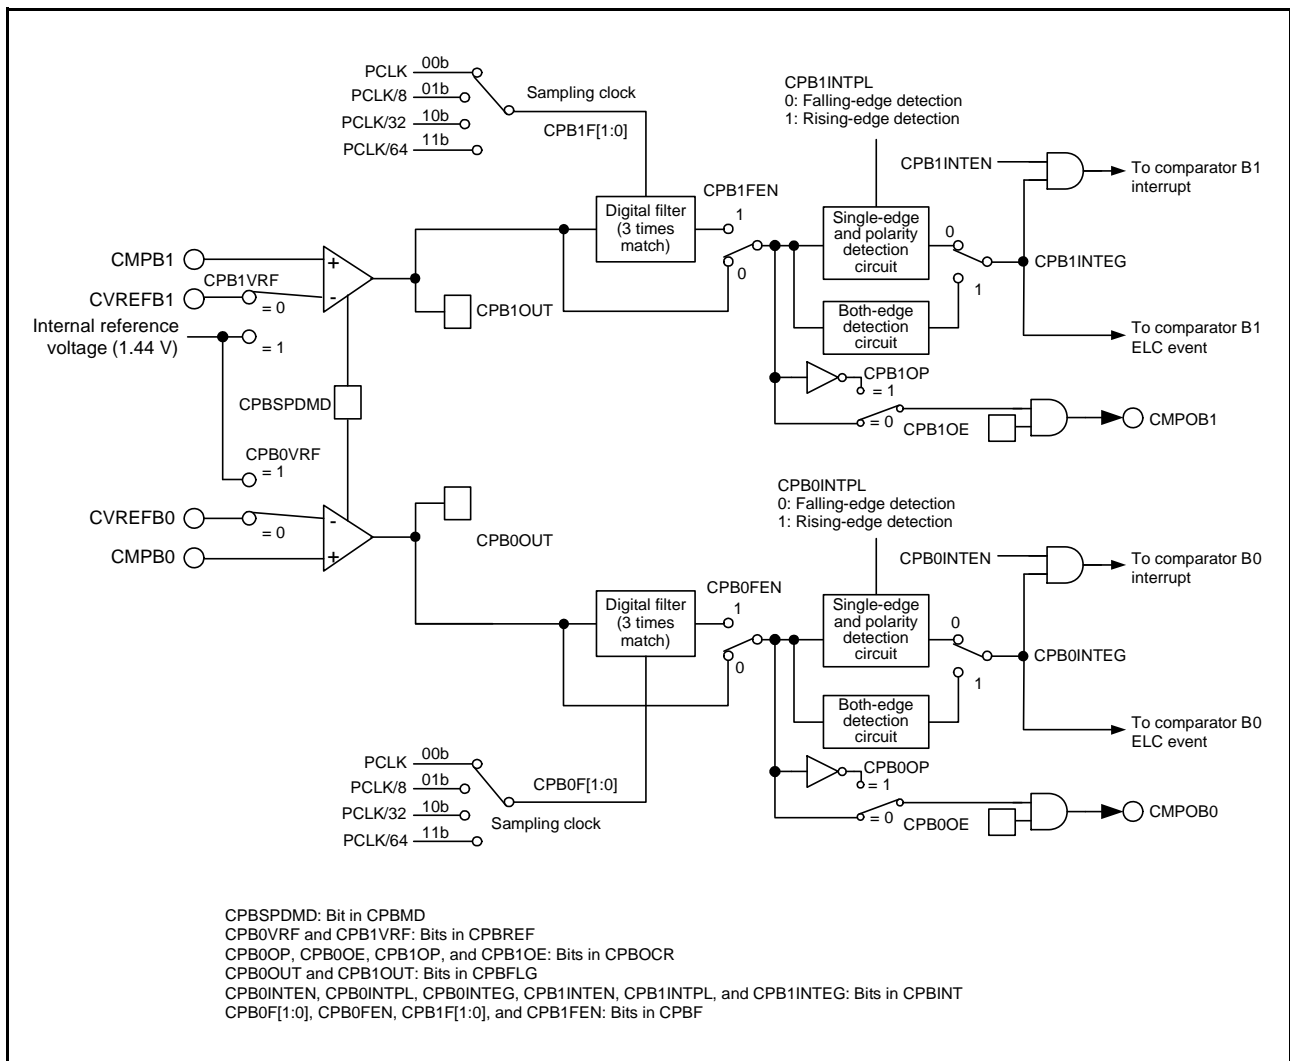 PCLK 00b
PCLK/8 01b
PCLK/32 10b
PCLK/64 11b
Sampling clock
CPB1F[1:0]
CPB1INTPL
0: Falling-edge detection
1: Rising-edge detection
CPB1INTEN
To comparator B1
interrupt
CPB1FEN
1
0
Digital filter
(3 times
match)
Single-edge
and polarity
detection
circuit
0
1
CPB1INTEG
CMPB1
+
CPB1VRF
CVREFB1
-
= 0
CPB1OUT
Both-edge
detection
circuit
To comparator B1
ELC event
Internal reference
voltage (1.44 V)
= 1
CPB1OP
= 1
CPBSPDMD
= 0
CPB1OE
CMPOB1
CPB0VRF
= 1
CPB0INTPL
0: Falling-edge detection
1: Rising-edge detection
CVREFB0
-
= 0
CMPB0
+
CPB0OUT
CPB0INTEN
To comparator B0
interrupt
CPB0FEN
1
0
Digital filter
(3 times
match)
Single-edge
and polarity
detection
circuit
0
1
CPB0INTEG
Both-edge
detection
circuit
To comparator B0
ELC event
PCLK 00b
PCLK/8 01b
PCLK/32 10b
PCLK/64 11b
CPB0F[1:0]
Sampling clock
CPB0OP
= 1
= 0
CPB0OE
CMPOB0
CPBSPDMD: Bit in CPBMD
CPB0VRF and CPB1VRF: Bits in CPBREF
CPB0OP, CPB0OE, CPB1OP, and CPB1OE: Bits in CPBOCR
CPB0OUT and CPB1OUT: Bits in CPBFLG
CPB0INTEN, CPB0INTPL, CPB0INTEG, CPB1INTEN, CPB1INTPL, and CPB1INTEG: Bits in CPBINT
CPB0F[1:0], CPB0FEN, CPB1F[1:0], and CPB1FEN: Bits in CPBF